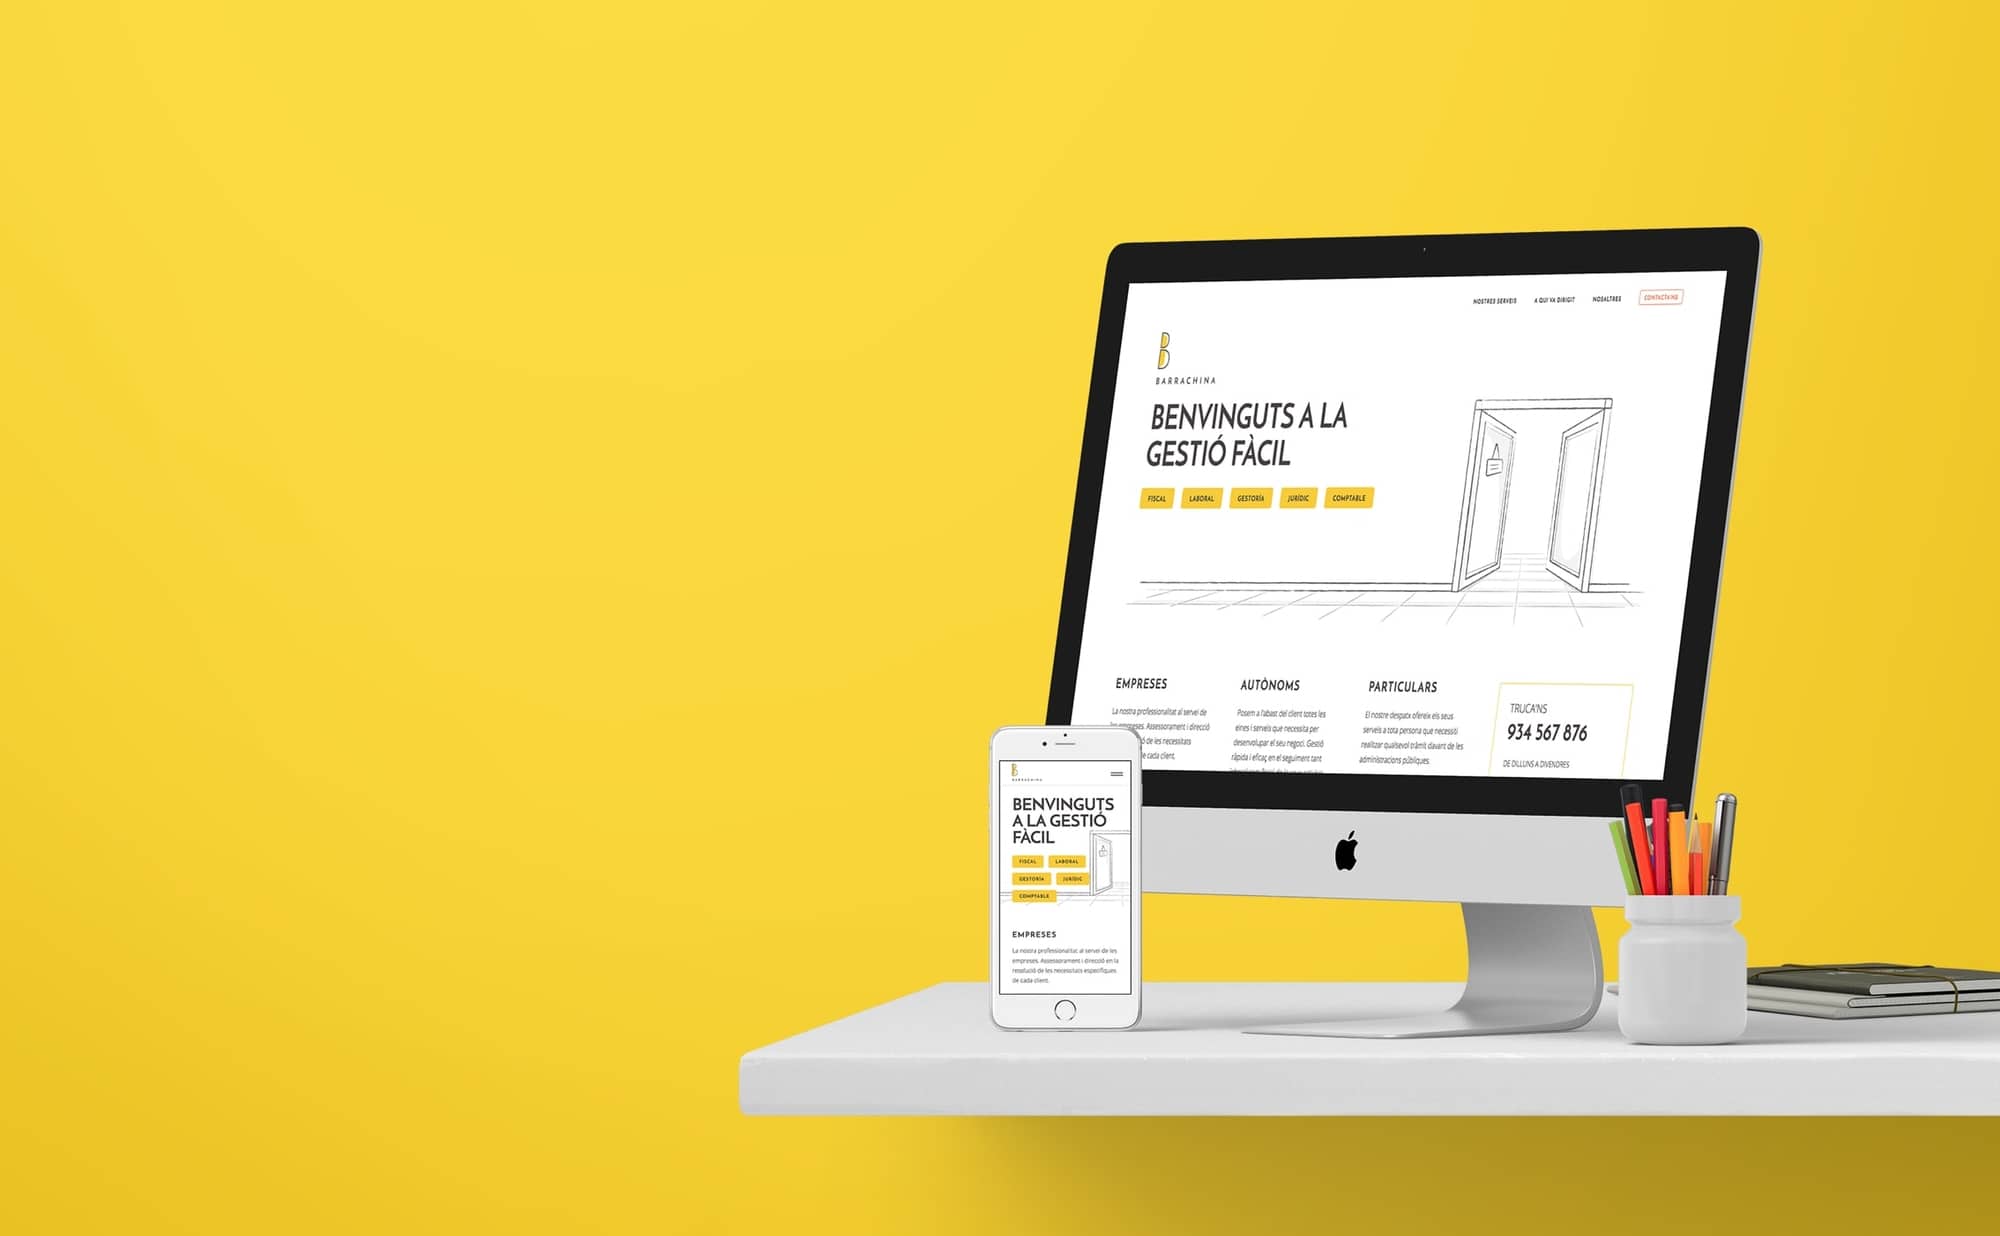 NOSTRES SERVEIS A QUI VA DIRIGIT NOSALTRES CONTACTA'NS
BARRACHINA
BENVINGUTS A LA
GESTIÓ FÀCIL
FISCAL LABORAL GESTORÍA JURÍDIC COMPTABLE
EMPRESES
La nostra professionalitat al servei de
les empreses. Assessorament i direcció
de les necessitats
de cada client.
AUTÒNOMS
Posem a l'abast del client totes les
eines i serveis que necessita per
desenvolupar el seu negoci. Gestió
ràpida i eficaç en el seguiment tant
PARTICULARS
El nostre despatx ofereix els seus
serveis a tota persona que necessiti
realitzar qualsevol tràmit davant de les
administracions públiques.
TRUCA'NS
934 567 876
DE DILLUNS A DIVENDRES
BARRACHINA
BENVINGUTS
A LA GESTIÓ
FÀCIL
FISCAL LABORAL
GESTORÍA JURÍDIC
COMPTABLE
EMPRESES
La nostra professionalitat al servei de les
empreses. Assessorament i direcció en la
resolució de les necessitats específiques
de cada client.